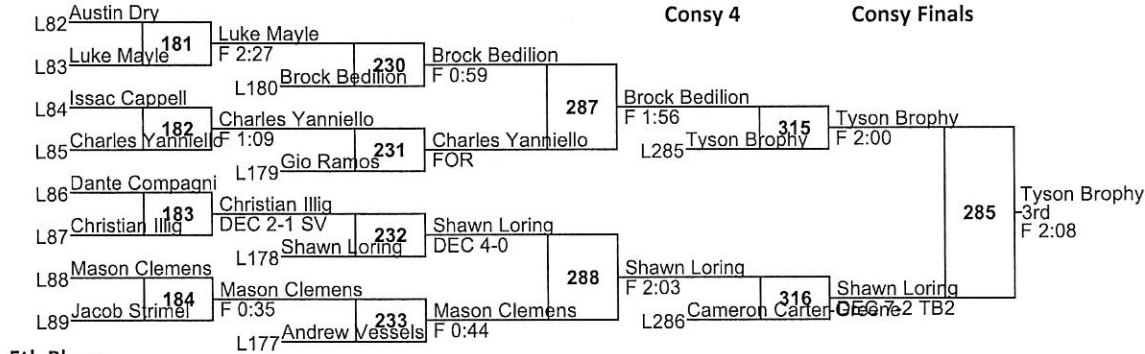 Consy 4
Consy Finals
L82 Austin Dry
181
L83 Luke Mayle
Luke Mayle
F 2:27
230
L180 Brock Bedilion
Brock Bedilion
F 0:59
L84 Issac Cappell
182
L85 Charles Yanniello
Charles Yanniello
F 1:09
231
L179 Gio Ramos
Charles Yanniello
FOR
287
Brock Bedilion
F 1:56
315
L285 Tyson Brophy
Tyson Brophy
F 2:00
L86 Dante Compagni
183
L87 Christian Illig
Christian Illig
DEC 2-1 SV
232
L178 Shawn Loring
Shawn Loring
DEC 4-0
L88 Mason Clemens
184
L89 Jacob Strimel
Mason Clemens
F 0:35
233
L177 Andrew Vessels
Mason Clemens
F 0:44
288
Shawn Loring
F 2:03
316
L286 Cameron Carter-Greene
Shawn Loring
DEC 7-2 TB2
285
Tyson Brophy
3rd
F 2:08